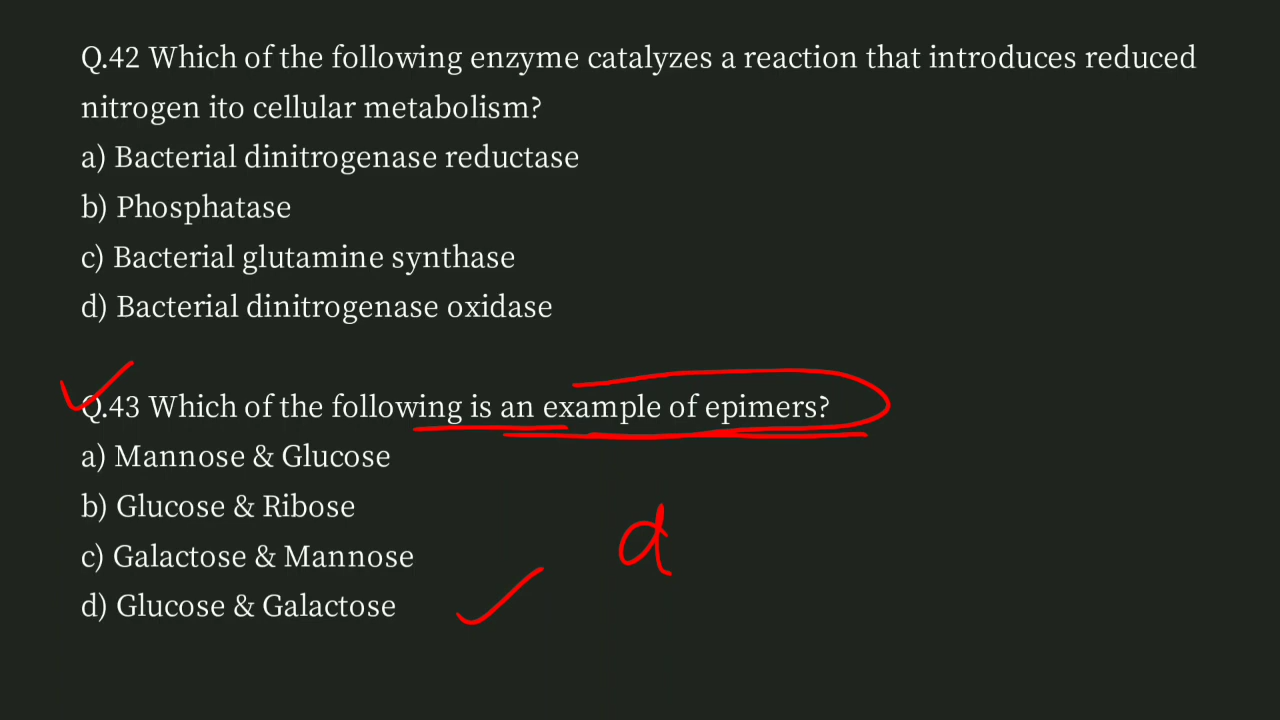 Q.42 Which of the following enzyme catalyzes a reaction that introduces reduced
nitrogen ito cellular metabolism?
a) Bacterial dinitrogenase reductase
b) Phosphatase
c) Bacterial glutamine synthase
d) Bacterial dinitrogenase oxidase
Q.43 Which of the following is an example of epimers?
a) Mannose & Glucose
b) Glucose & Ribose
c) Galactose & Mannose
d) Glucose & Galactose
d